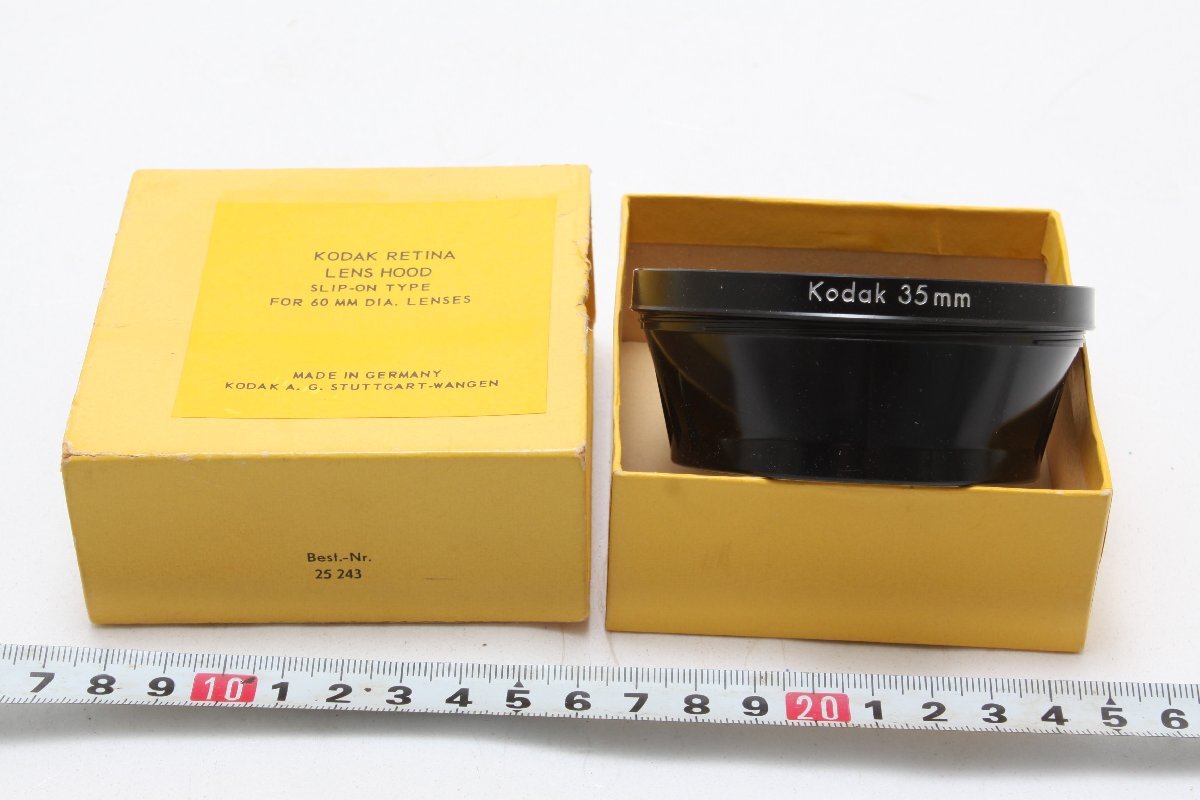 KODAK RETINA
LENS HOOD
SLIP-ON TYPE
FOR 60 MM DIA. LENSES
MADE IN GERMANY
KODAK A. G. STUTTGART-WANGEN
Best.-Nr.
25 243
Kodak 35mm
7 8 9 10 1 2 3 4 5 6 7 8 9 20 1 2 3 4 5 6